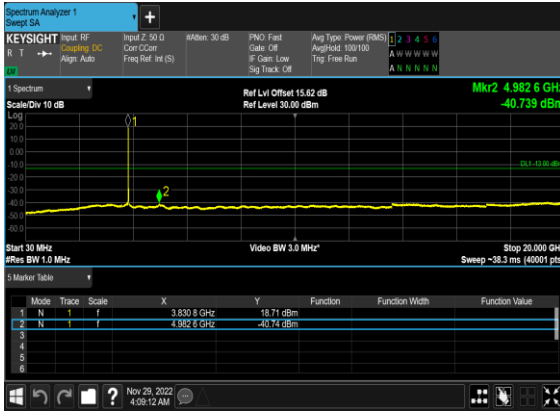 Spectrum Analyzer 1
Swept SA
+
KEYSIGHT Input: RF Input Z: 50 Ω #Atten: 30 dB PNO: Fast Avg Type: Power (RMS) 1 2 3 4 5 6
R T Coupling: DC Corr CCorr Gate: Off Avg|Hold: 100/100 A W W W W W
Align: Auto Freq Ref: Int (S) IF Gain: Low Trig: Free Run
Sig Track: Off A N N N N N
1 Spectrum Ref Lvl Offset 15.62 dB Mkr2 4.982 6 GHz
Scale/Div 10 dB Ref Level 30.00 dBm -40.739 dBm
Log
20.0
10.0
0.00
-10.0
-20.0
-30.0
-40.0
-50.0
-60.0
1
2
DL1 -13.00 dBm
Start 30 MHz Video BW 3.0 MHz* Stop 20.000 GHz
#Res BW 1.0 MHz Sweep ~38.3 ms (40001 pts)
5 Marker Table
Mode Trace Scale X Y Function Function Width Function Value
1 N 1 f 3.830 8 GHz 18.71 dBm
2 N 1 f 4.982 6 GHz -40.74 dBm
3
4
5
6
? Nov 29, 2022
4:09:12 AM